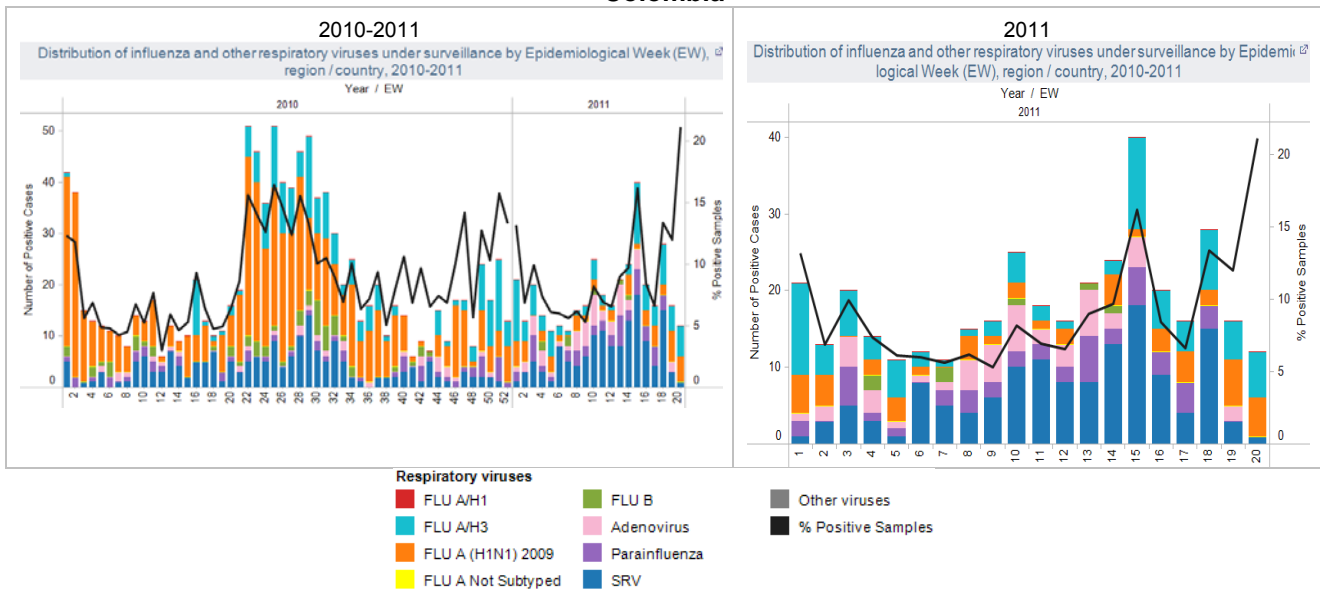 2010-2011
Distribution of influenza and other respiratory viruses under surveillance by Epidemiological Week (EW),
region / country, 2010-2011
Year / EW
2010 2011
Number of Positive Cases
50
40
30
20
10
0
% Positive Samples
20
15
10
5
0
2 4 6 8 10 12 14 16 18 20 22 24 26 28 30 32 34 36 38 40 42 44 46 48 50 52 2 4 6 8 10 12 14 16 18 20
2011
Distribution of influenza and other respiratory viruses under surveillance by Epidemi
logical Week (EW), region / country, 2010-2011
Year / EW
2011
Number of Positive Cases
40
30
20
10
0
% Positive Samples
20
15
10
5
0
1 2 3 4 5 6 7 8 9 10 11 12 13 14 15 16 17 18 19 20
Respiratory viruses
FLU A/H1
FLU A/H3
FLU A (H1N1) 2009
FLU A Not Subtyped
FLU B
Adenovirus
Parainfluenza
SRV
Other viruses
% Positive Samples